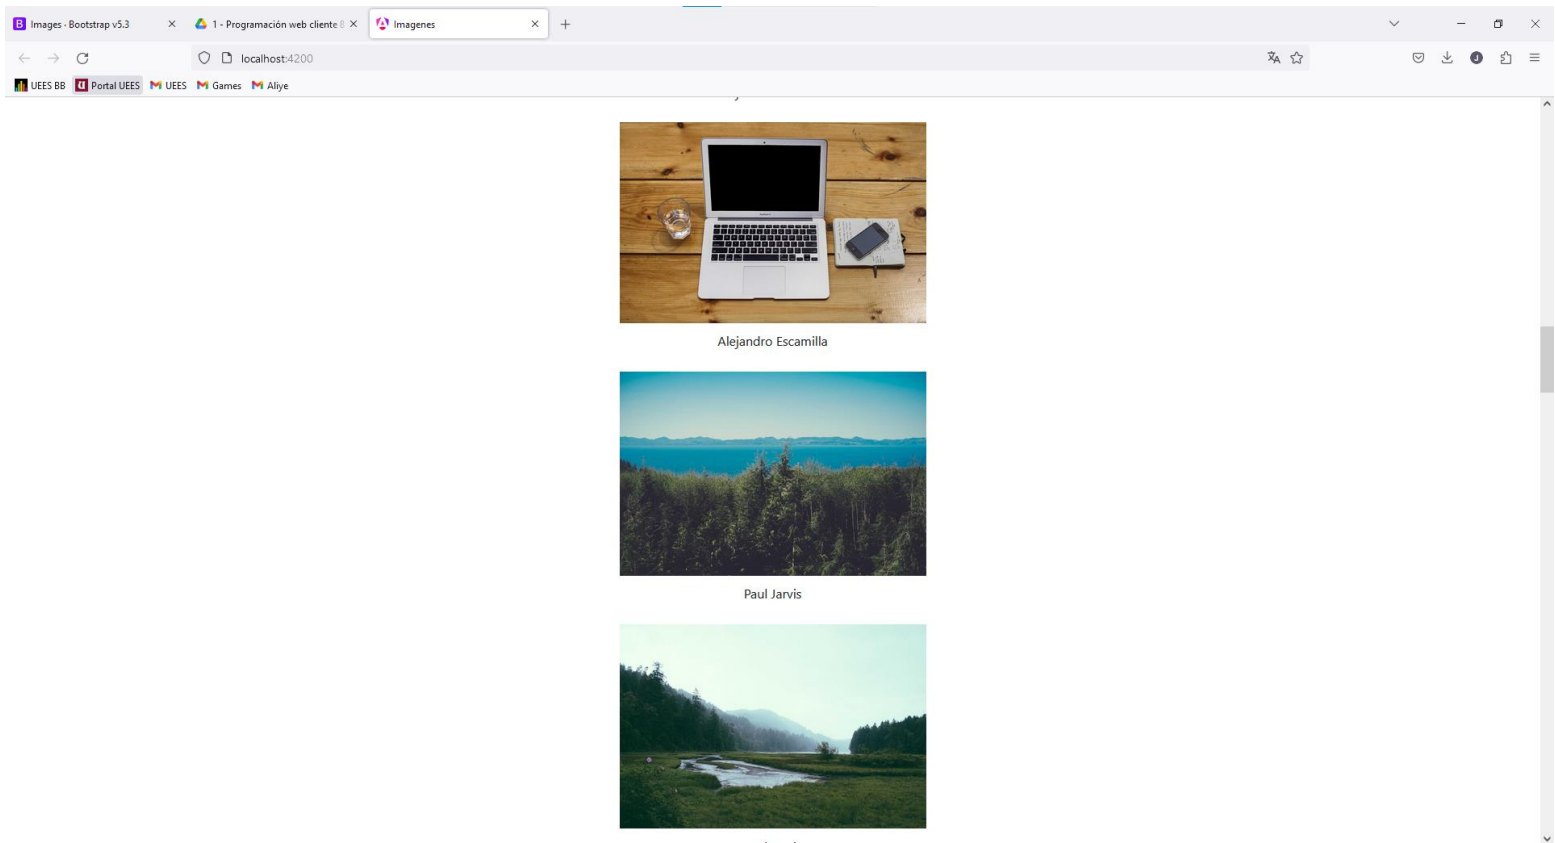 Images · Bootstrap v5.3
1 - Programación web cliente 8
Imagenes
localhost:4200
UEES BB
Portal UEES
UEES
Games
Aliye
Alejandro Escamilla
Paul Jarvis